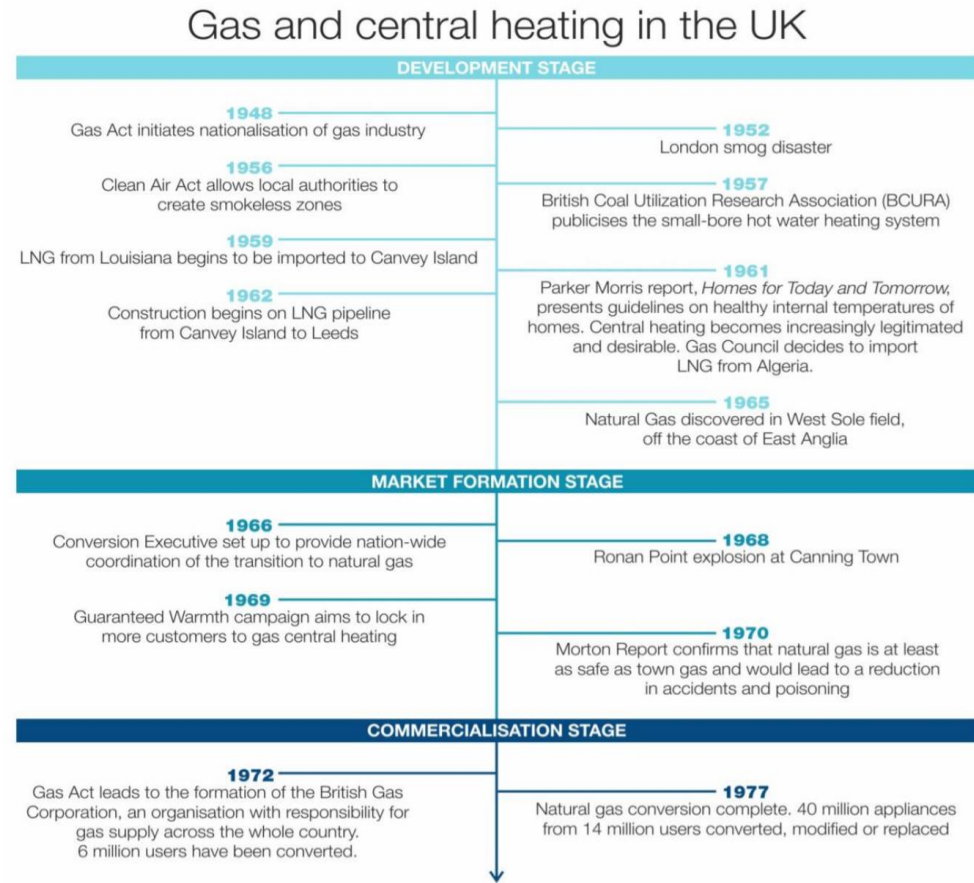 Gas and central heating in the UK
DEVELOPMENT STAGE
1948
Gas Act initiates nationalisation of gas industry
1952
London smog disaster
1956
Clean Air Act allows local authorities to
create smokeless zones
1957
British Coal Utilization Research Association (BCURA)
publicises the small-bore hot water heating system
1959
LNG from Louisiana begins to be imported to Canvey Island
1961
Parker Morris report, Homes for Today and Tomorrow,
presents guidelines on healthy internal temperatures of
homes. Central heating becomes increasingly legitimated
and desirable. Gas Council decides to import
LNG from Algeria.
1962
Construction begins on LNG pipeline
from Canvey Island to Leeds
1965
Natural Gas discovered in West Sole field,
off the coast of East Anglia
MARKET FORMATION STAGE
1966
Conversion Executive set up to provide nation-wide
coordination of the transition to natural gas
1968
Ronan Point explosion at Canning Town
1969
Guaranteed Warmth campaign aims to lock in
more customers to gas central heating
1970
Morton Report confirms that natural gas is at least
as safe as town gas and would lead to a reduction
in accidents and poisoning
COMMERCIALISATION STAGE
1972
Gas Act leads to the formation of the British Gas
Corporation, an organisation with responsibility for
gas supply across the whole country.
6 million users have been converted.
1977
Natural gas conversion complete. 40 million appliances
from 14 million users converted, modified or replaced